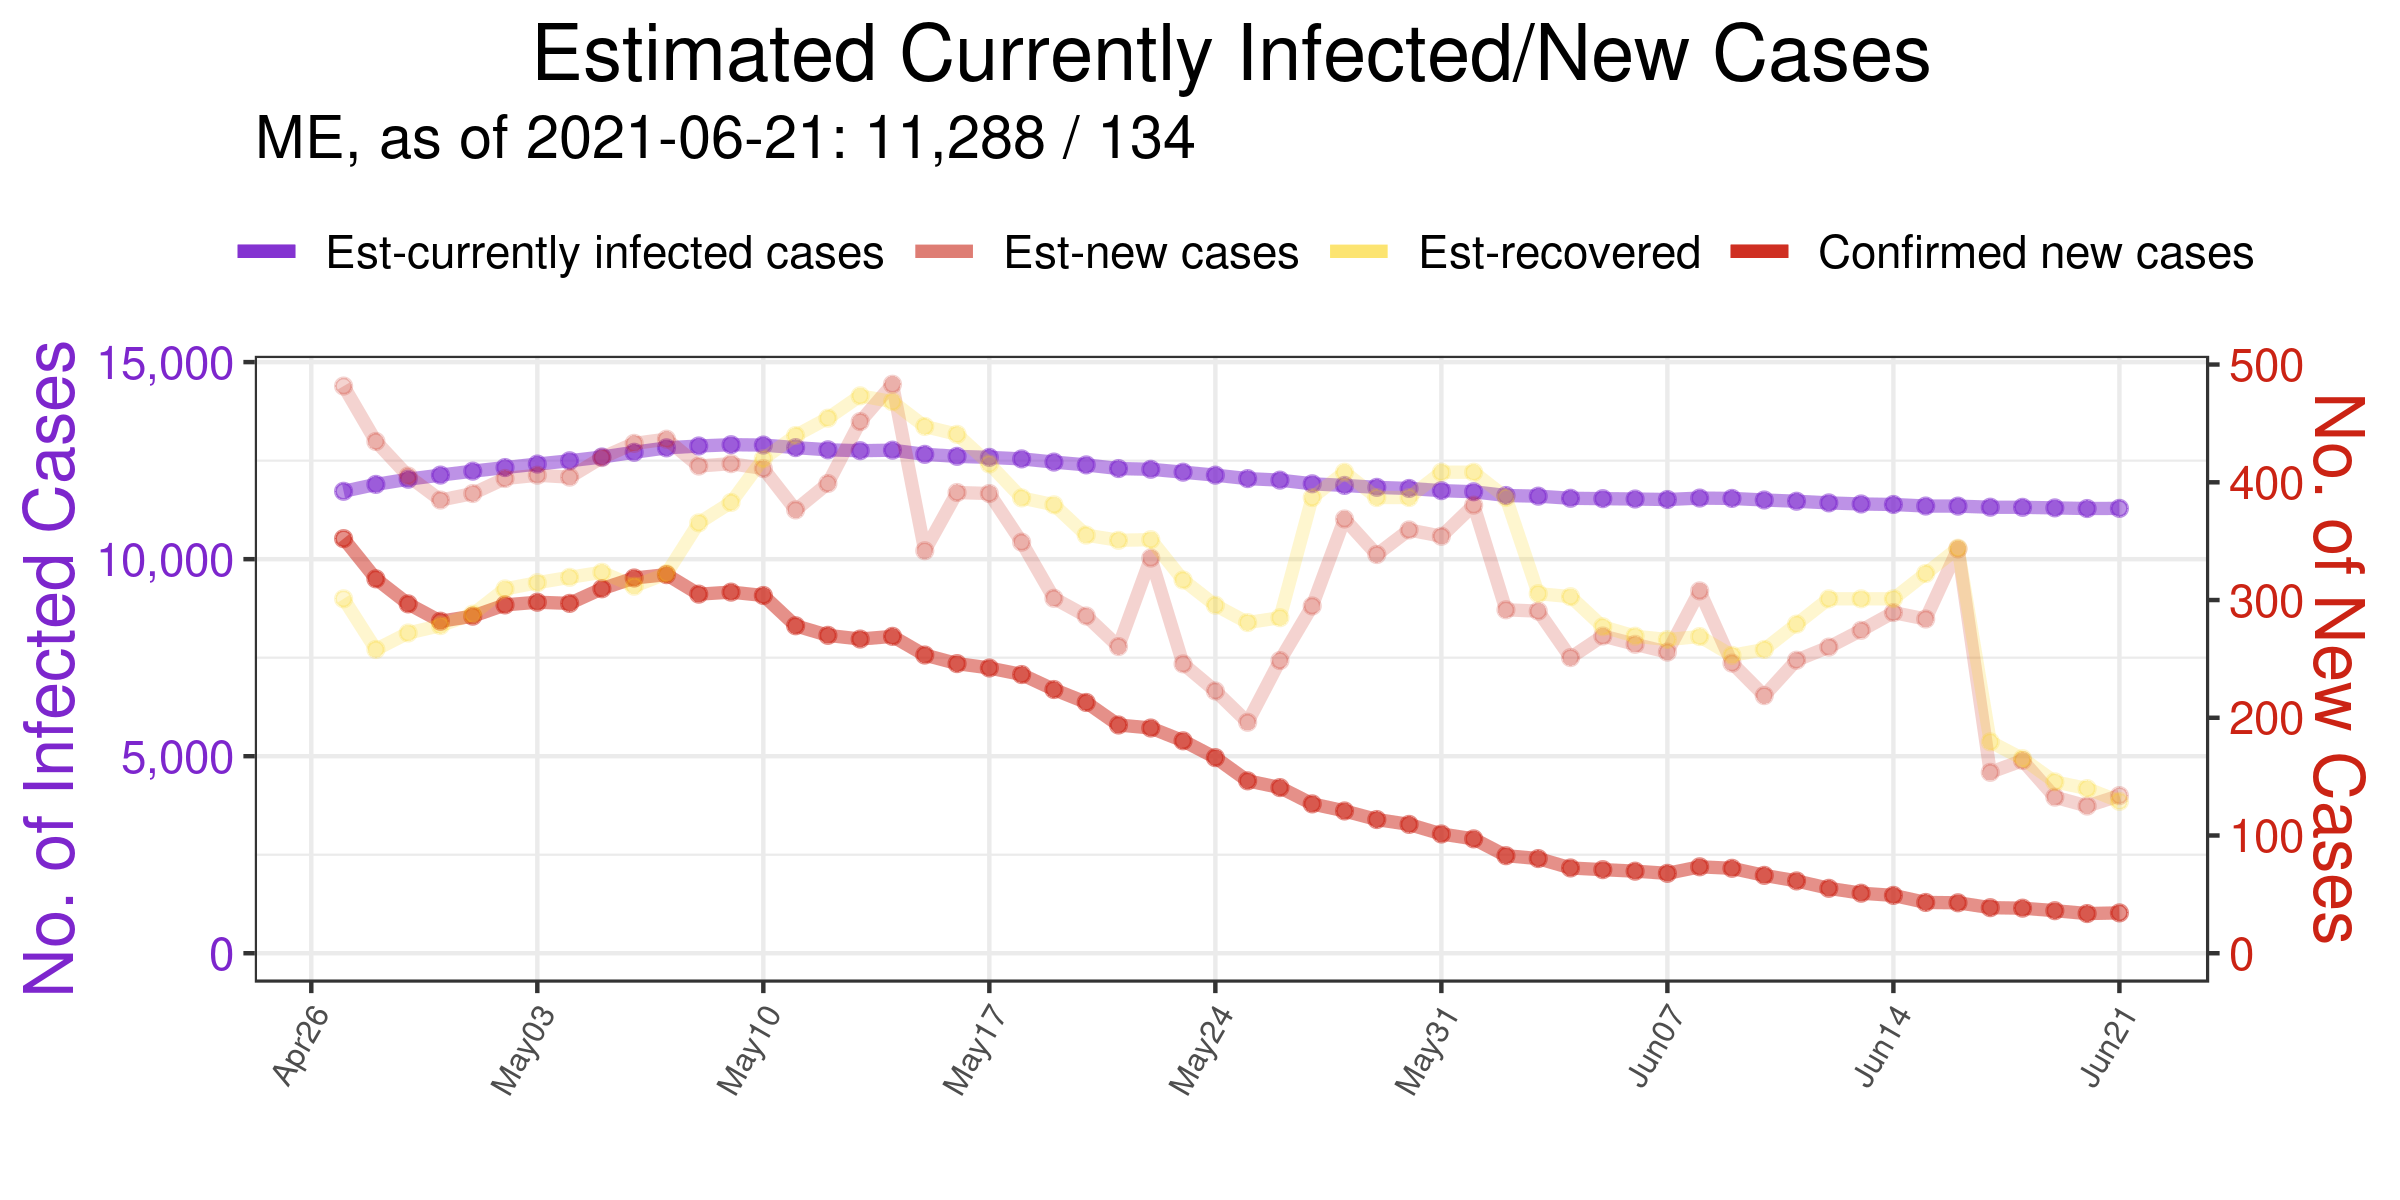 Estimated Currently Infected/New Cases
ME, as of 2021-06-21: 11,288 / 134
Est-currently infected cases Est-new cases Est-recovered Confirmed new cases
No. of Infected Cases
15,000
10,000
5,000
0
500
400
300
200
100
0
No. of New Cases
Apr26 May03 May10 May17 May24 May31 Jun07 Jun14 Jun21